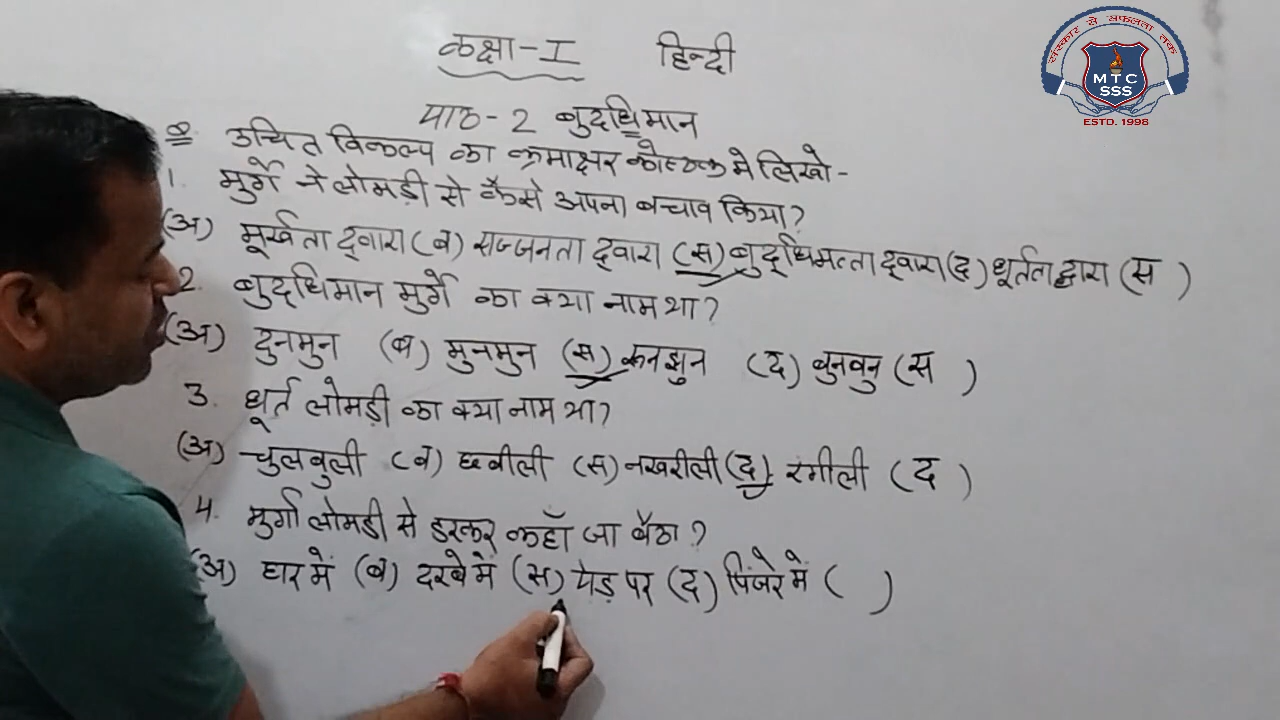 कक्षा - I हिन्दी
संस्कार से सफलता तक
MTC
SSS
ESTD. 1998
पाठ - 2 बुद्धिमान
Q. उचित विकल्प का क्रमाक्षर कोष्ठक में लिखो -
1. मुर्गे ने लोमड़ी से कैसे अपना बचाव किया?
(अ) मूर्खता द्वारा (ब) सज्जनता द्वारा (स) बुद्धिमत्ता द्वारा (द) धूर्तता द्वारा (स )
2. बुद्धिमान मुर्गे का क्या नाम था?
(अ) टुनमुन (ब) मुनमुन (स) रुनझुन (द) बुनबुन (स )
3. धूर्त लोमड़ी का क्या नाम था?
(अ) चुलबुली (ब) छबीली (स) नखरीली (द) रंगीली (द )
4. मुर्गा लोमडी से डरकर कहाँ जा बैठा?
(अ) घर में (ब) दरबे में (स) पेड़ पर (द) पिंजरे में ( )